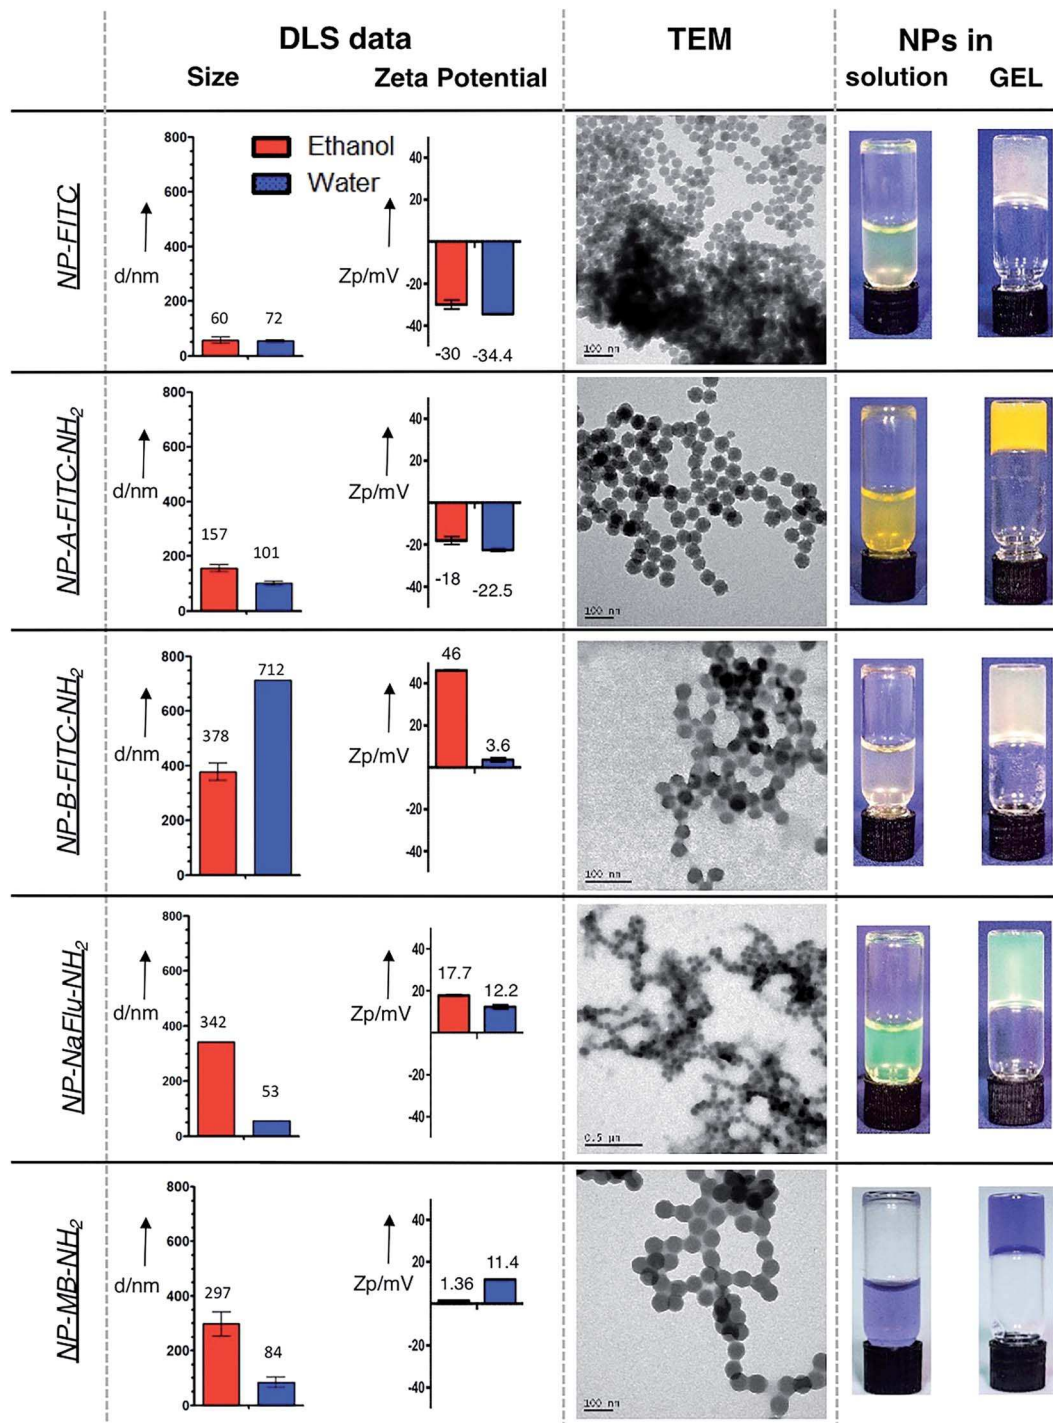 DLS data TEM NPs in
Size Zeta Potential solution GEL
NP-FITC
800
600
400
200
0
d/nm
60
72
Ethanol
Water
Zp/mV
40
20
-20
-40
-30
-34.4
100 nm
NP-A-FITC-NH2
800
600
400
200
0
d/nm
157
101
Zp/mV
40
20
-20
-40
-18
-22.5
100 nm
NP-B-FITC-NH2
800
600
400
200
0
d/nm
378
712
Zp/mV
40
20
-20
-40
46
3.6
100 nm
NP-NaFlu-NH2
800
600
400
200
0
d/nm
342
53
Zp/mV
40
20
-20
-40
17.7
12.2
0.5 µm
NP-MB-NH2
800
600
400
200
0
d/nm
297
84
Zp/mV
40
20
-20
-40
1.36
11.4
100 nm